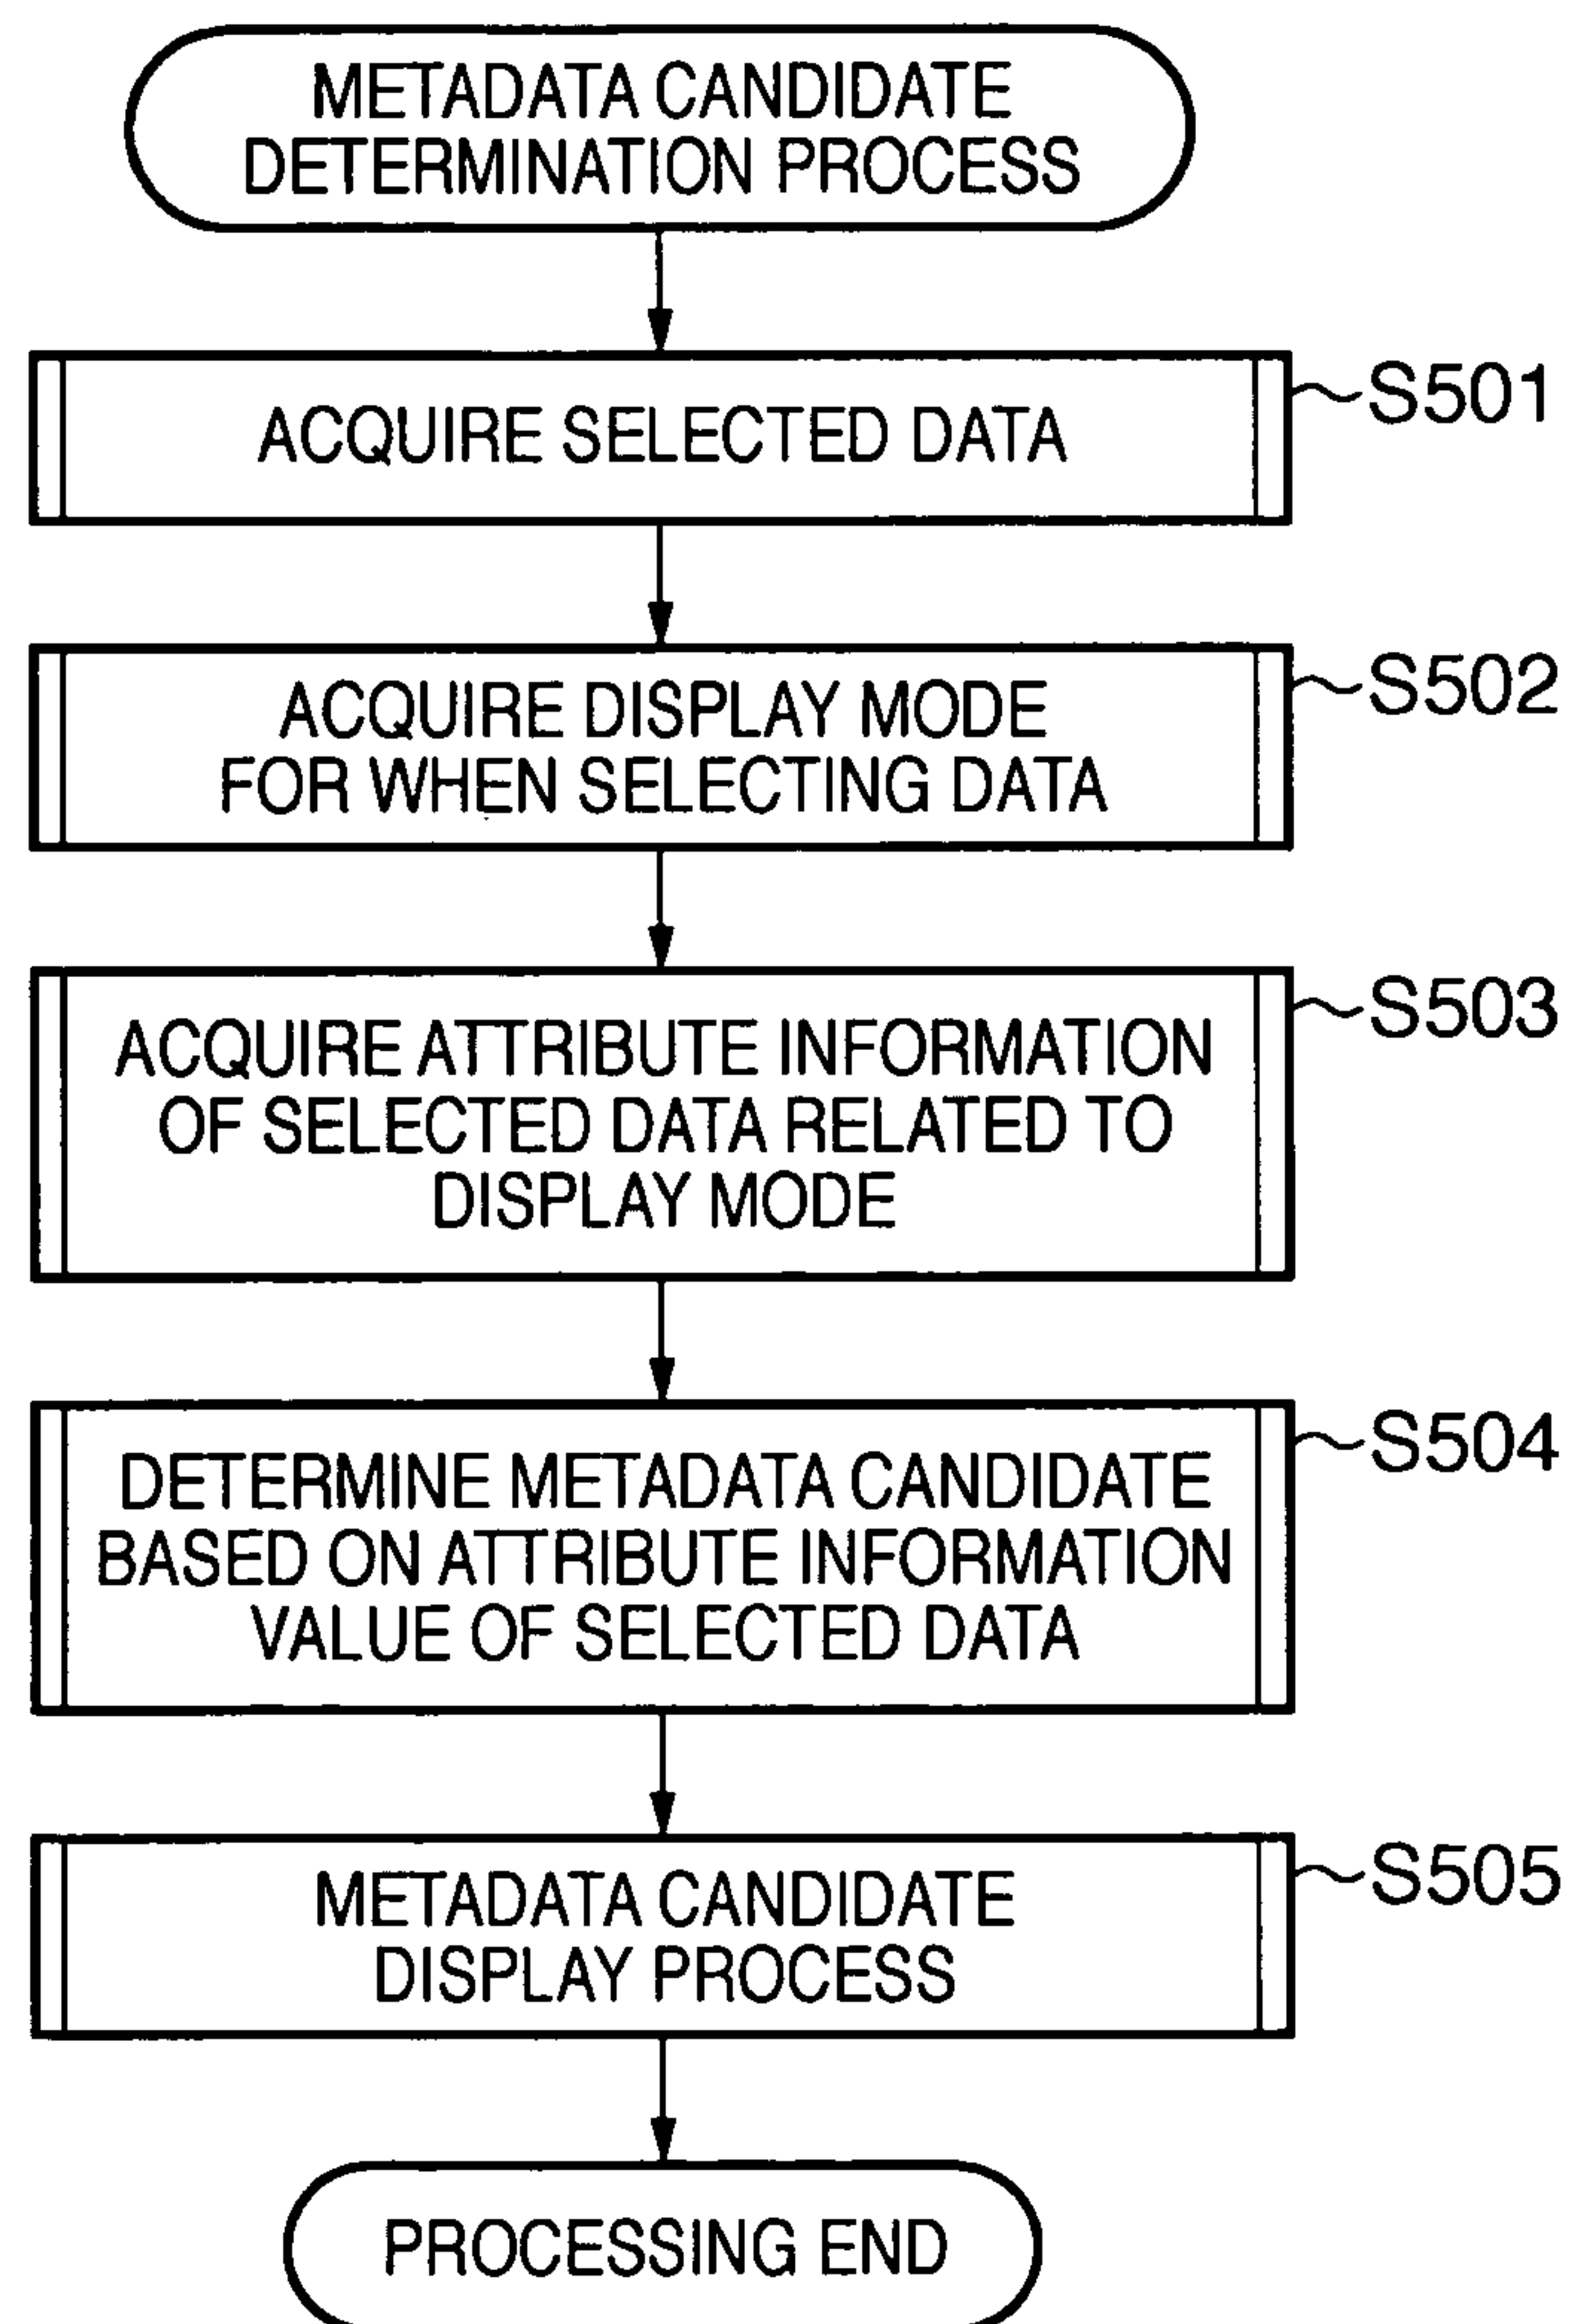 METADATA CANDIDATE
DETERMINATION PROCESS
ACQUIRE SELECTED DATA
S501
ACQUIRE DISPLAY MODE
FOR WHEN SELECTING DATA
S502
ACQUIRE ATTRIBUTE INFORMATION
OF SELECTED DATA RELATED TO
DISPLAY MODE
S503
DETERMINE METADATA CANDIDATE
BASED ON ATTRIBUTE INFORMATION
VALUE OF SELECTED DATA
S504
METADATA CANDIDATE
DISPLAY PROCESS
S505
PROCESSING END